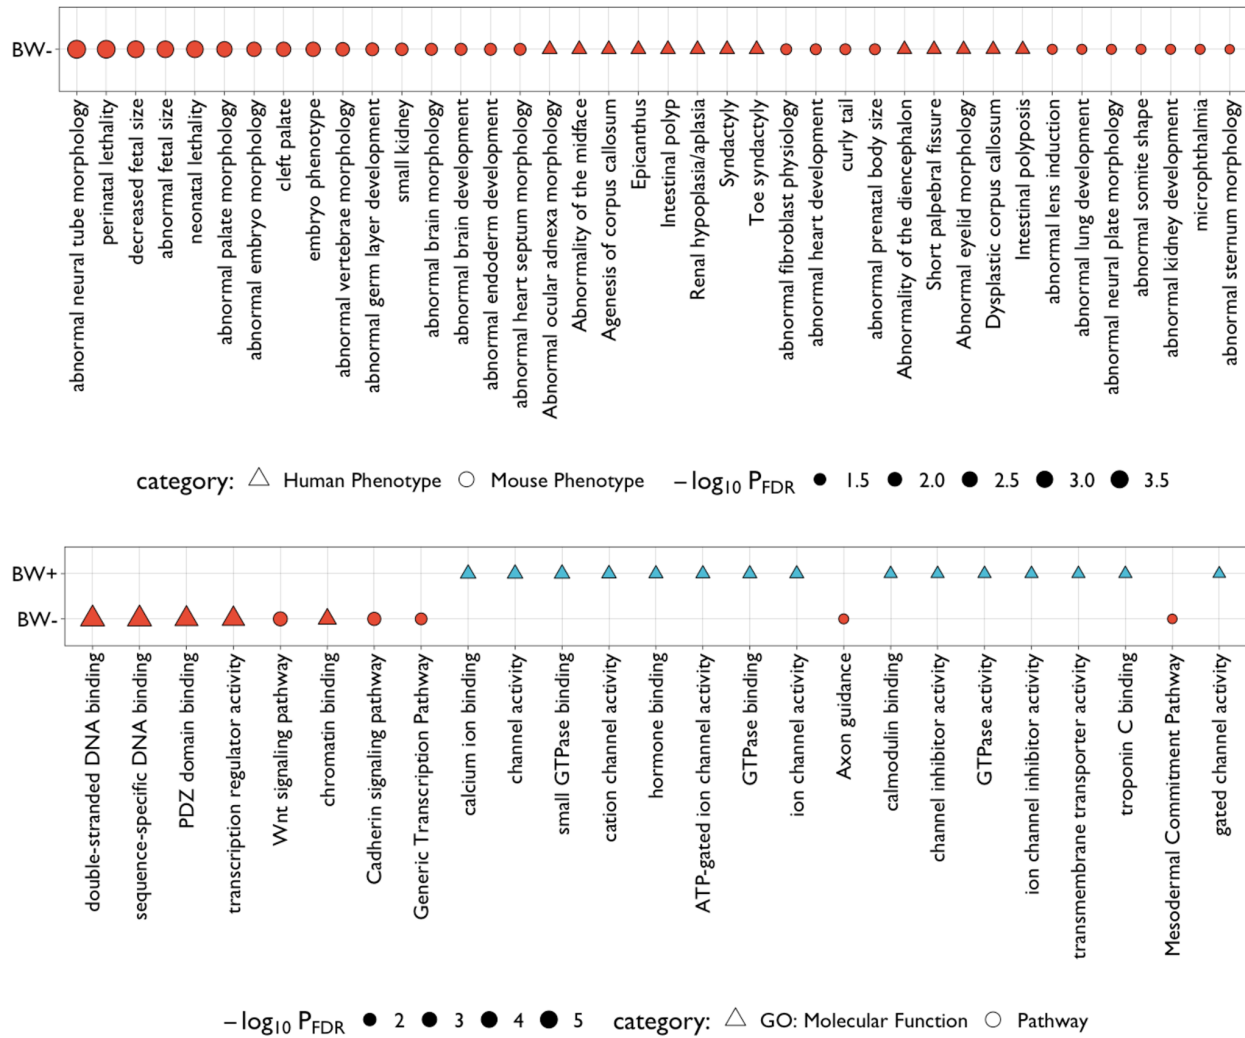 BW-
abnormal neural tube morphology
perinatal lethality
decreased fetal size
abnormal fetal size
neonatal lethality
abnormal palate morphology
abnormal embryo morphology
cleft palate
embryo phenotype
abnormal vertebrae morphology
abnormal germ layer development
small kidney
abnormal brain morphology
abnormal brain development
abnormal endoderm development
abnormal heart septum morphology
Abnormal ocular adnexa morphology
Abnormality of the midface
Agenesis of corpus callosum
Epicanthus
Intestinal polyp
Renal hypoplasia/aplasia
Syndactyly
Toe syndactyly
abnormal fibroblast physiology
abnormal heart development
curly tail
abnormal prenatal body size
Abnormality of the diencephalon
Short palpebral fissure
Abnormal eyelid morphology
Dysplastic corpus callosum
Intestinal polyposis
abnormal lens induction
abnormal lung development
abnormal neural plate morphology
abnormal somite shape
abnormal kidney development
microphthalmia
abnormal sternum morphology
category: Human Phenotype Mouse Phenotype −log10 PFDR 1.5 2.0 2.5 3.0 3.5
BW+
BW-
double-stranded DNA binding
sequence-specific DNA binding
PDZ domain binding
transcription regulator activity
Wnt signaling pathway
chromatin binding
Cadherin signaling pathway
Generic Transcription Pathway
calcium ion binding
channel activity
small GTPase binding
cation channel activity
hormone binding
ATP-gated ion channel activity
GTPase binding
ion channel activity
Axon guidance
calmodulin binding
channel inhibitor activity
GTPase activity
ion channel inhibitor activity
transmembrane transporter activity
troponin C binding
Mesodermal Commitment Pathway
gated channel activity
−log10 PFDR 2 3 4 5 category: GO: Molecular Function Pathway